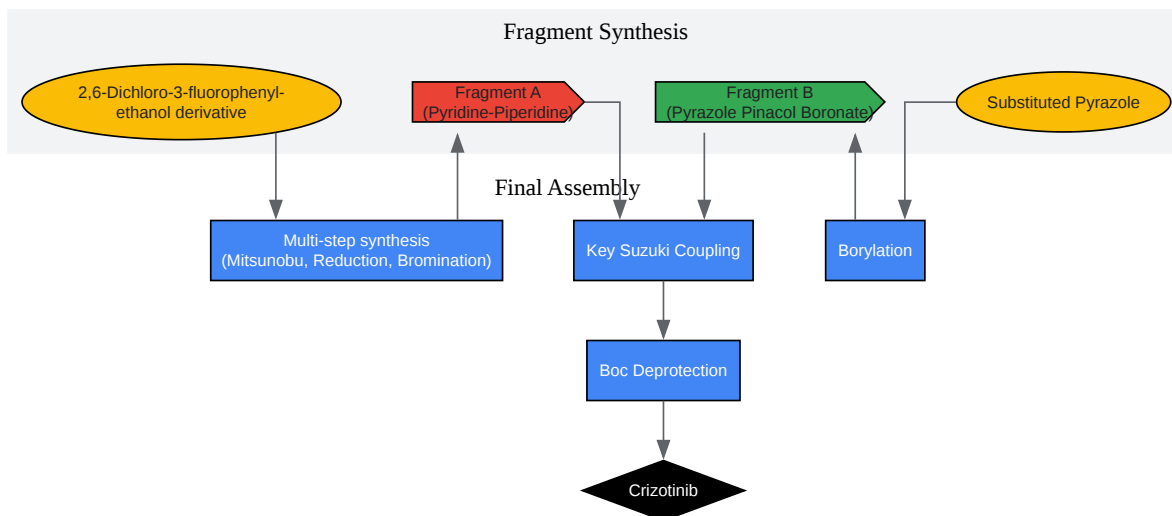 Fragment Synthesis
2,6-Dichloro-3-fluorophenyl-
ethanol derivative
Fragment A
(Pyridine-Piperidine)
Fragment B
(Pyrazole Pinacol Boronate)
Substituted Pyrazole
Final Assembly
Multi-step synthesis
(Mitsunobu, Reduction, Bromination)
Key Suzuki Coupling
Borylation
Boc Deprotection
Crizotinib